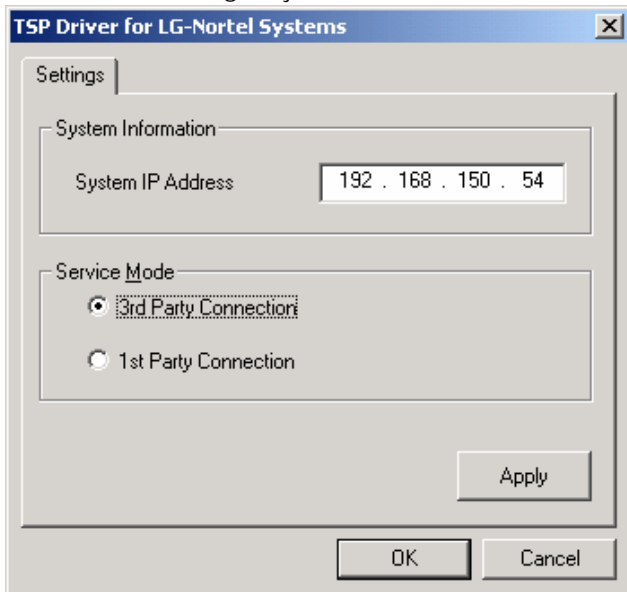 TSP Driver for LG-Nortel Systems
Settings
System Information
System IP Address 192 . 168 . 150 . 54
Service Mode
3rd Party Connection
1st Party Connection
Apply
OK Cancel